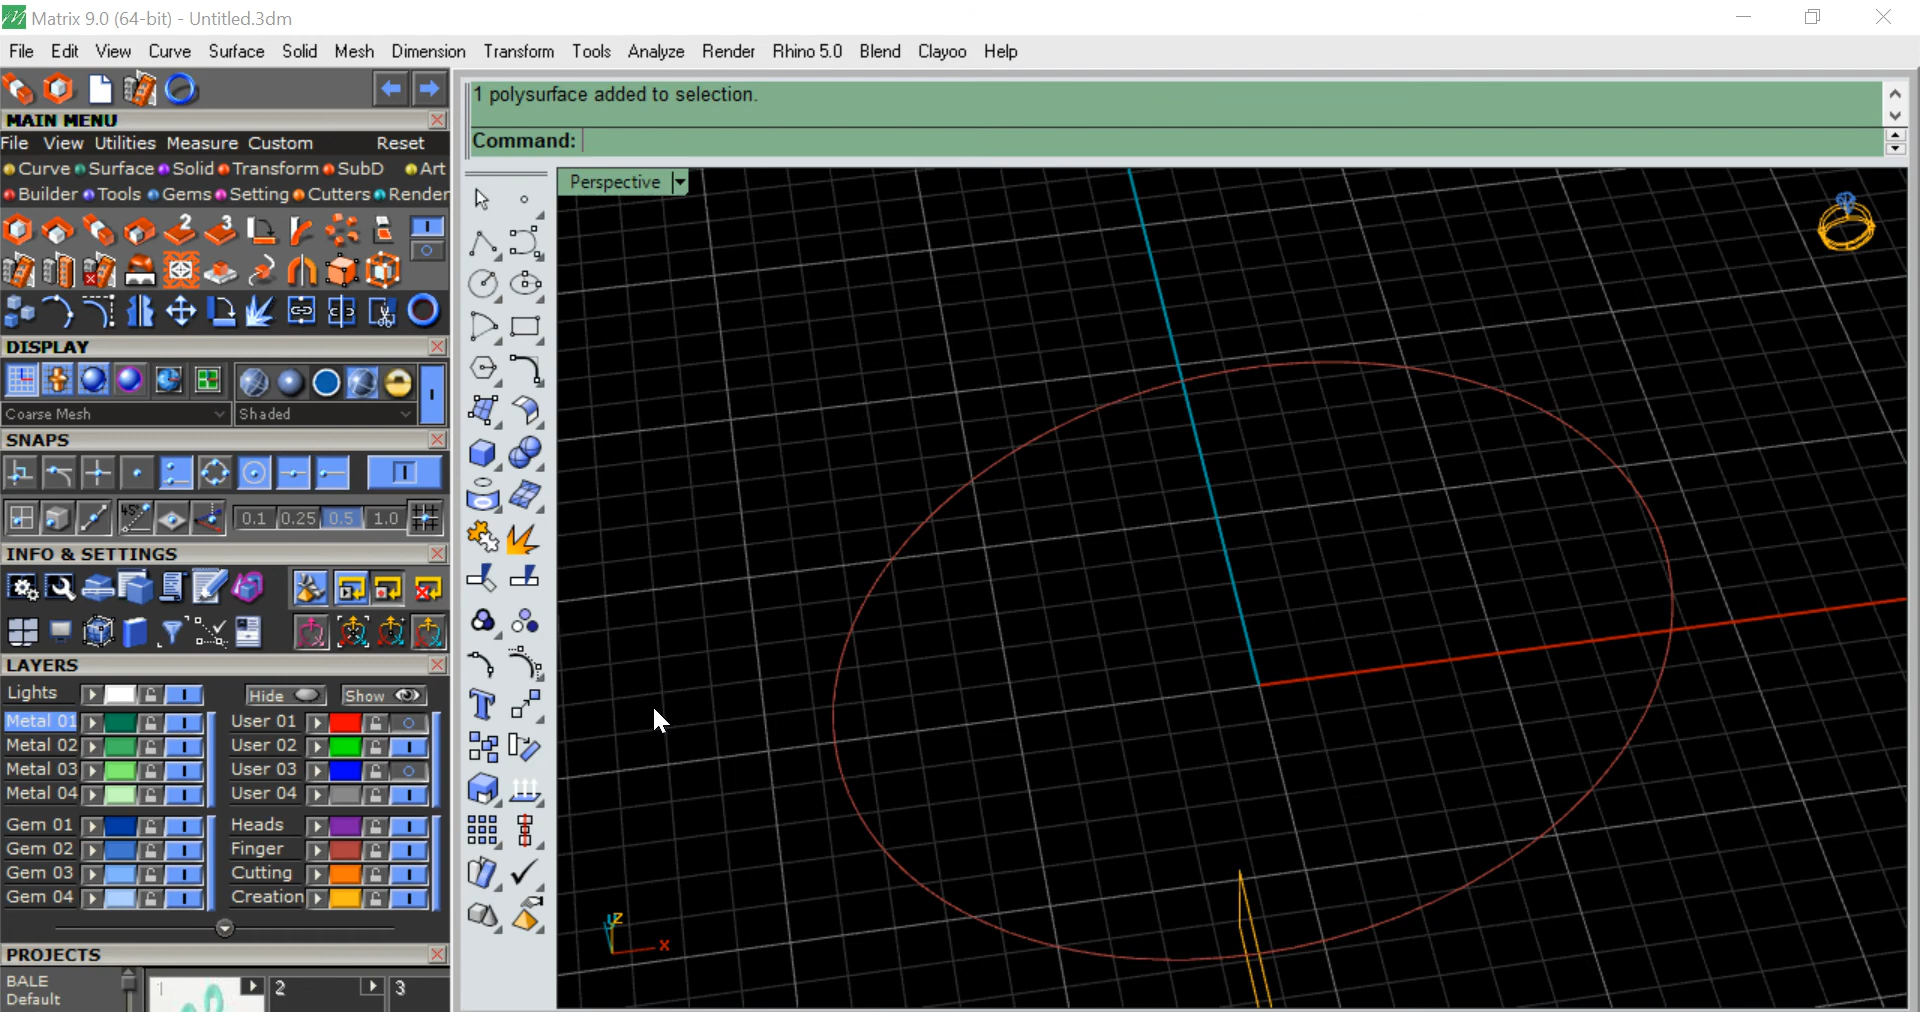 Matrix 9.0 (64-bit) - Untitled.3dm
File Edit View Curve Surface Solid Mesh Dimension Transform Tools Analyze Render Rhino 5.0 Blend Clayoo Help
1 polysurface added to selection.
Command:
MAIN MENU
File View Utilities Measure Custom Reset
Curve Surface Solid Transform SubD Art
Builder Tools Gems Setting Cutters Render
2 3
Perspective
DISPLAY
Coarse Mesh Shaded
SNAPS
45°
0.1 0.25 0.5 1.0
INFO & SETTINGS
LAYERS
Lights Hide Show
Metal 01 User 01
Metal 02 User 02
Metal 03 User 03
Metal 04 User 04
Gem 01 Heads
Gem 02 Finger
Gem 03 Cutting
Gem 04 Creation
z
x
PROJECTS
BALE 1 2 3
Default